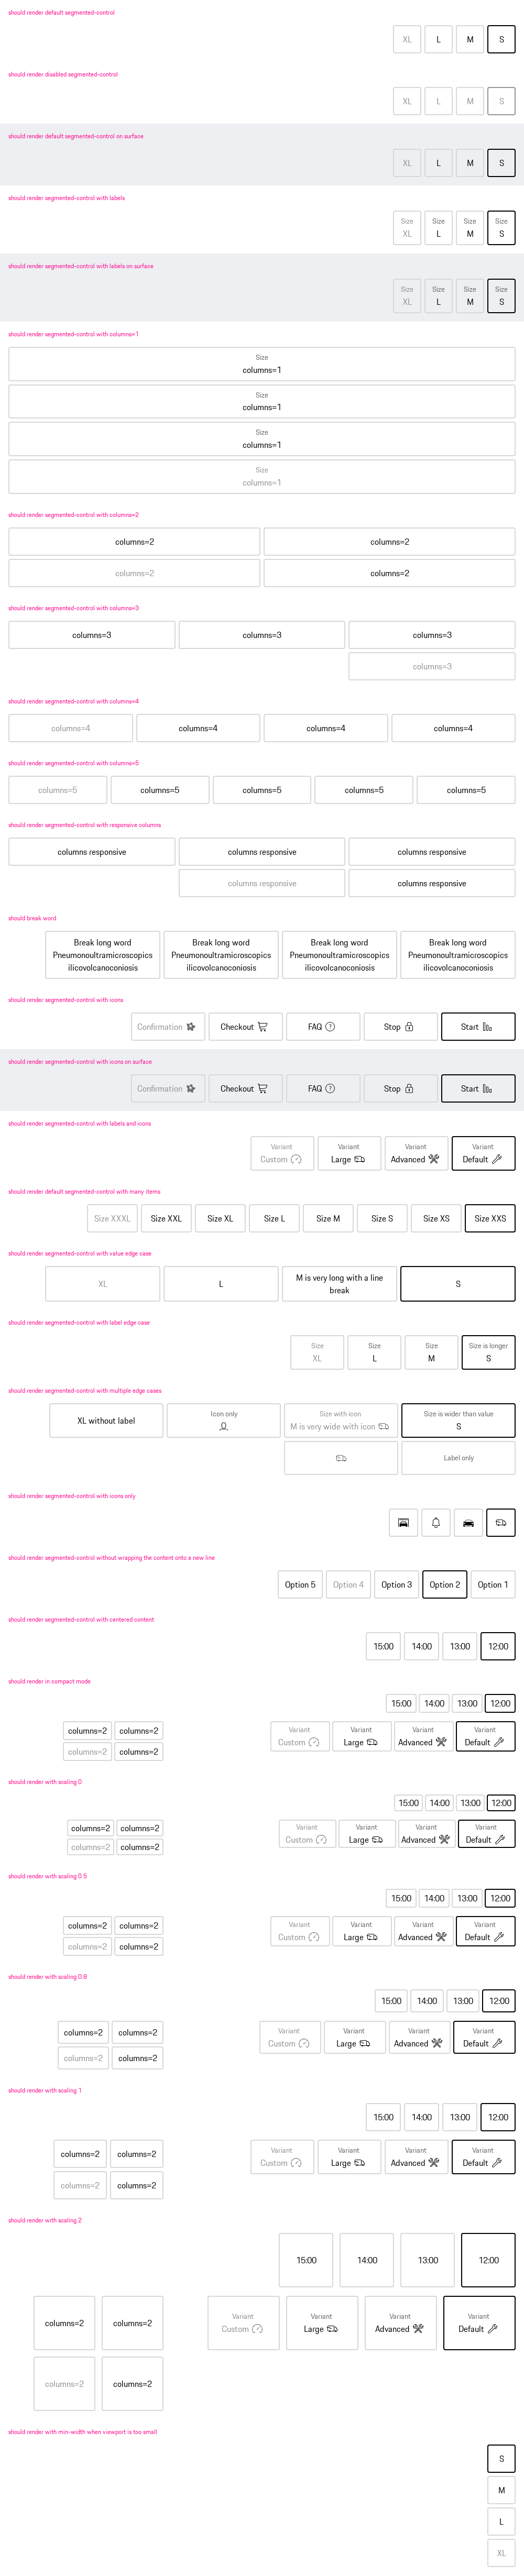 should render default segmented-control
XL L M S
should render disabled segmented-control
XL L M S
should render default segmented-control on surface
XL L M S
should render segmented-control with labels
Size Size Size Size
XL L M S
should render segmented-control with labels on surface
Size Size Size Size
XL L M S
should render segmented-control with columns=1
Size
columns=1
Size
columns=1
Size
columns=1
Size
columns=1
should render segmented-control with columns=2
columns=2 columns=2
columns=2 columns=2
should render segmented-control with columns=3
columns=3 columns=3 columns=3
columns=3
should render segmented-control with columns=4
columns=4 columns=4 columns=4 columns=4
should render segmented-control with columns=5
columns=5 columns=5 columns=5 columns=5 columns=5
should render segmented-control with responsive columns
columns responsive columns responsive columns responsive
columns responsive columns responsive
should break word
Break long word Break long word Break long word Break long word
Pneumonoultramicroscopics Pneumonoultramicroscopics Pneumonoultramicroscopics Pneumonoultramicroscopics
ilicovolcanoconiosis ilicovolcanoconiosis ilicovolcanoconiosis ilicovolcanoconiosis
should render segmented-control with icons
Confirmation Checkout FAQ Stop Start
should render segmented-control with icons on surface
Confirmation Checkout FAQ Stop Start
should render segmented-control with labels and icons
Variant Variant Variant Variant
Custom Large Advanced Default
should render default segmented-control with many items
Size XXXL Size XXL Size XL Size L Size M Size S Size XS Size XXS
should render segmented-control with value edge case
XL L M is very long with a line S
break
should render segmented-control with label edge case
Size Size Size Size is longer
XL L M S
should render segmented-control with multiple edge cases
XL without label Icon only Size with icon Size is wider than value
M is very wide with icon S
Label only
should render segmented-control with icons only
should render segmented-control without wrapping the content onto a new line
Option 5 Option 4 Option 3 Option 2 Option 1
should render segmented-control with centered content
15:00 14:00 13:00 12:00
should render in compact mode
15:00 14:00 13:00 12:00
columns=2 columns=2 Variant Variant Variant Variant
columns=2 columns=2 Custom Large Advanced Default
should render with scaling 0
15:00 14:00 13:00 12:00
columns=2 columns=2 Variant Variant Variant Variant
columns=2 columns=2 Custom Large Advanced Default
should render with scaling 0.5
15:00 14:00 13:00 12:00
columns=2 columns=2 Variant Variant Variant Variant
columns=2 columns=2 Custom Large Advanced Default
should render with scaling 0.8
15:00 14:00 13:00 12:00
columns=2 columns=2 Variant Variant Variant Variant
columns=2 columns=2 Custom Large Advanced Default
should render with scaling 1
15:00 14:00 13:00 12:00
columns=2 columns=2 Variant Variant Variant Variant
columns=2 columns=2 Custom Large Advanced Default
should render with scaling 2
15:00 14:00 13:00 12:00
columns=2 columns=2 Variant Variant Variant Variant
Custom Large Advanced Default
columns=2 columns=2
should render with min-width when viewport is too small
S
M
L
XL